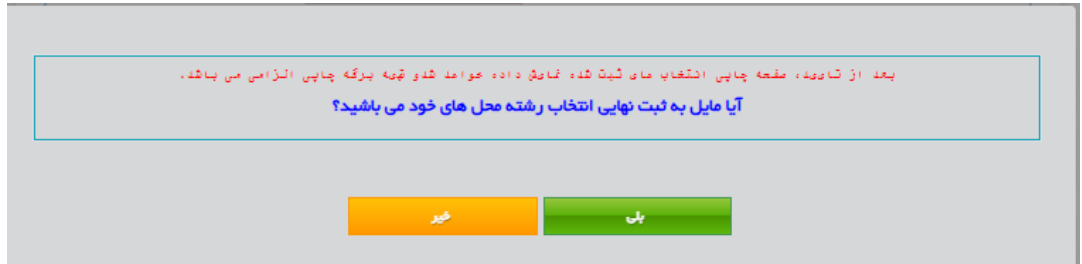 بعد از تایید، صفحه چاپی انتخاب های ثبت شده نمایش داده خواهد شدو تهیه برگه چاپی الزامی می باشد.
آیا مایل به ثبت نهایی انتخاب رشته محل های خود می باشید؟
بلی
خیر